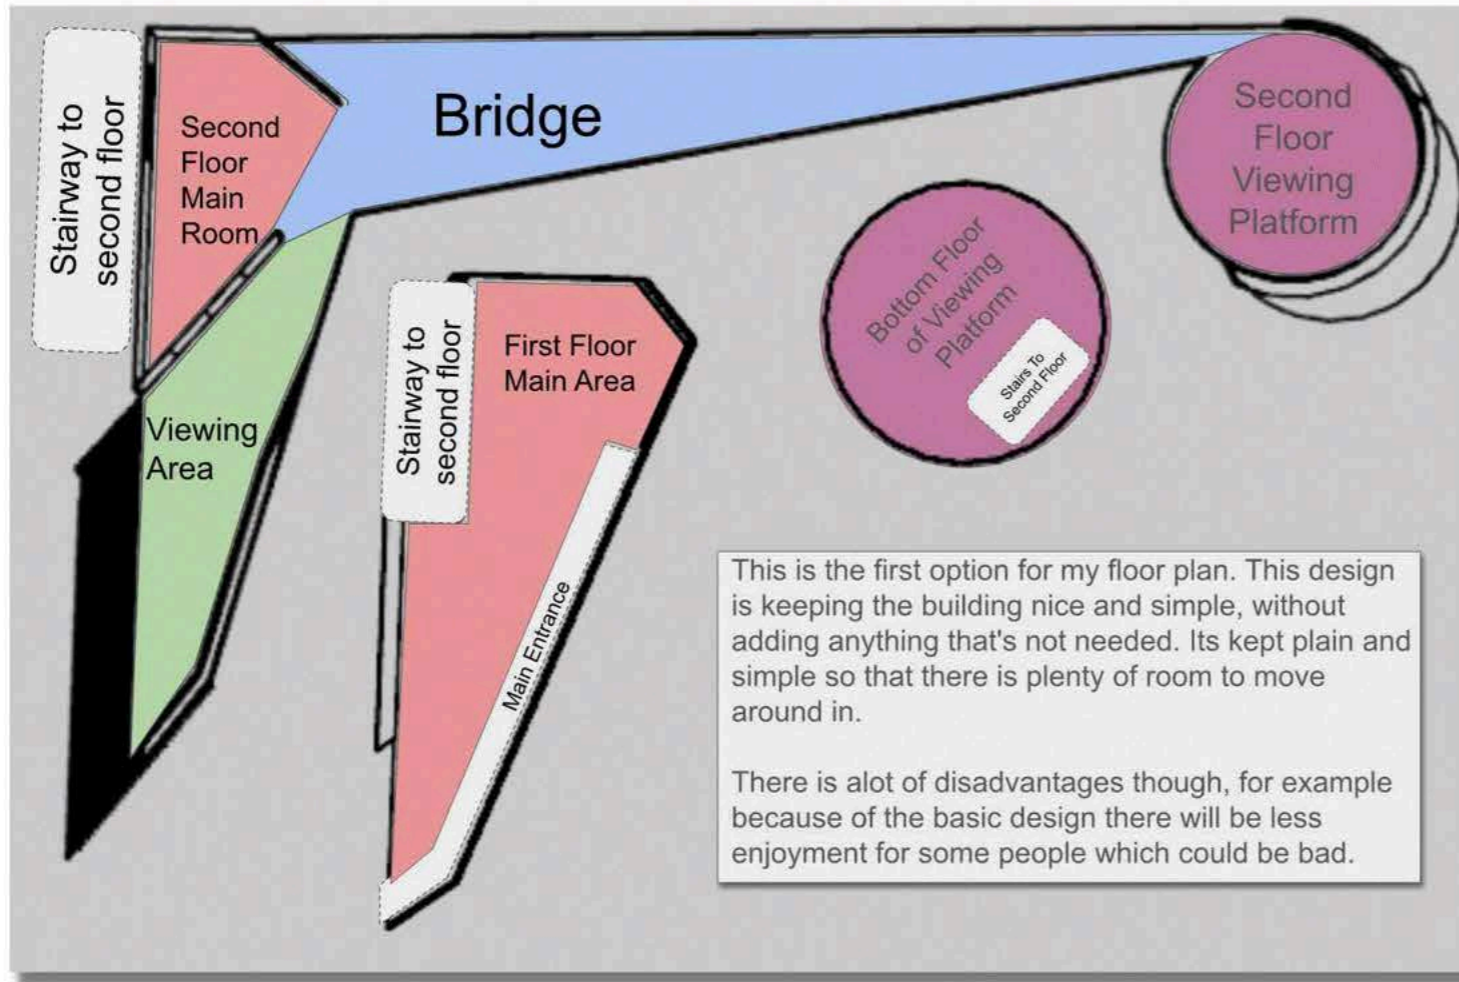 Stairway to
second floor
Second
Floor
Main
Room
Bridge
Second
Floor
Viewing
Platform
Viewing
Area
Stairway to
second floor
First Floor
Main Area
Main Entrance
Bottom Floor
of Viewing
Platform
Stairs To
Second Floor
This is the first option for my floor plan. This design
is keeping the building nice and simple, without
adding anything that's not needed. Its kept plain and
simple so that there is plenty of room to move
around in.
There is alot of disadvantages though, for example
because of the basic design there will be less
enjoyment for some people which could be bad.